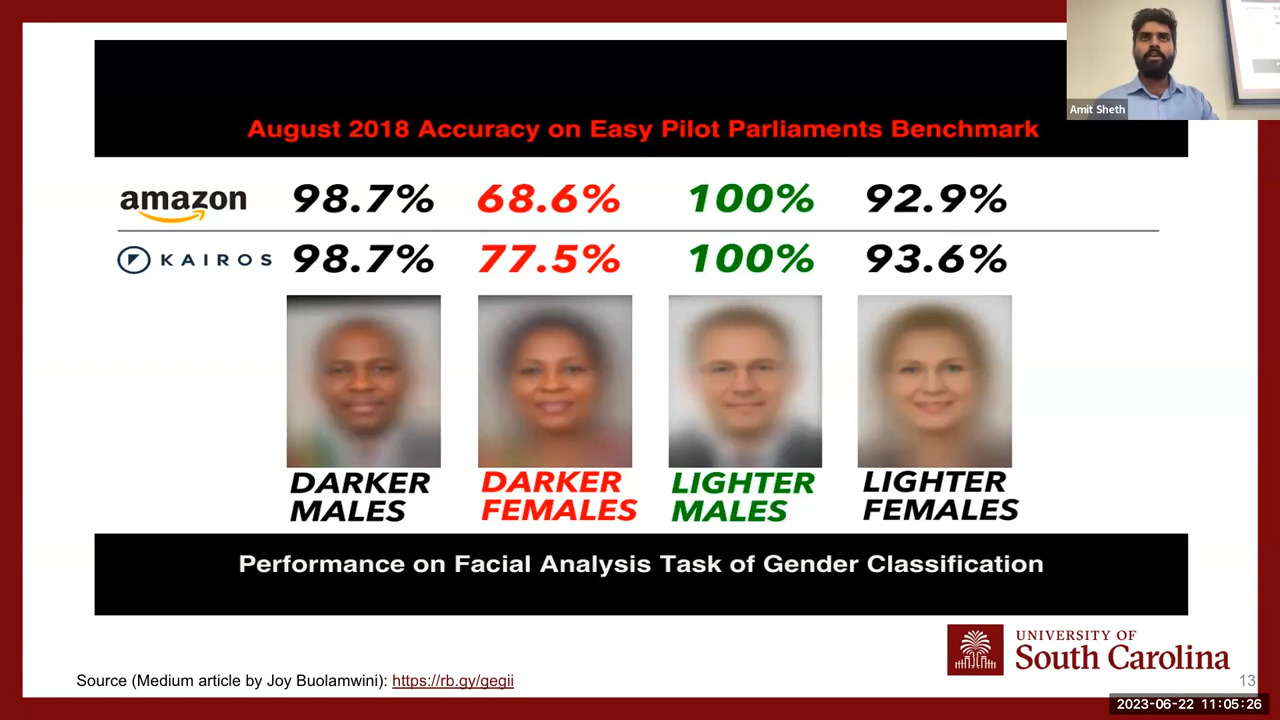 Amit Sheth
August 2018 Accuracy on Easy Pilot Parliaments Benchmark
amazon 98.7% 68.6% 100% 92.9%
KAIROS 98.7% 77.5% 100% 93.6%
DARKER MALES
DARKER FEMALES
LIGHTER MALES
LIGHTER FEMALES
Performance on Facial Analysis Task of Gender Classification
UNIVERSITY OF
South Carolina
Source (Medium article by Joy Buolamwini): https://rb.gy/gegii
13
2023-06-22 11:05:26